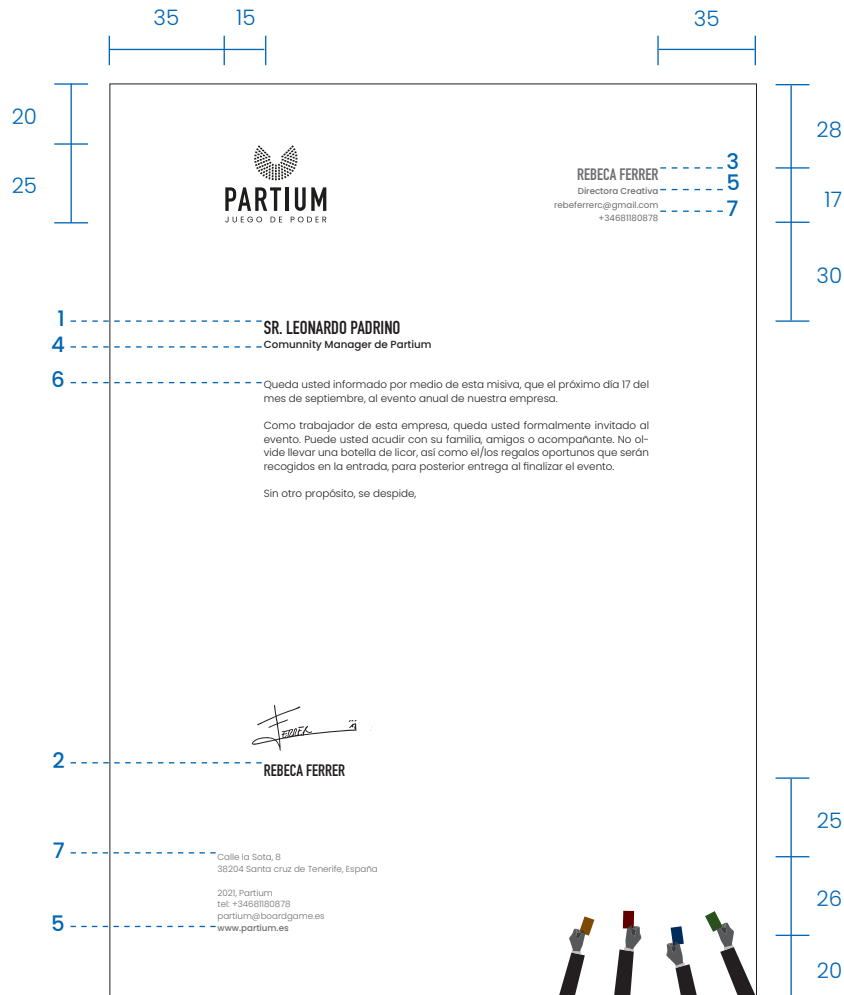 35
15
35
20
28
3
REBECA FERRER
5
Directora Creativa
25
17
PARTIUM
7
rebeferrerc@gmail.com
JUEGO DE PODER
+34681180878
30
1
SR. LEONARDO PADRINO
4
Comunnity Manager de Partium
6
Queda usted informado por medio de esta misiva, que el próximo día 17 del
mes de septiembre, al evento anual de nuestra empresa.
Como trabajador de esta empresa, queda usted formalmente invitado al
evento. Puede usted acudir con su familia, amigos o acompañante. No ol-
vide llevar una botella de licor, así como el/los regalos oportunos que serán
recogidos en la entrada, para posterior entrega al finalizar el evento.
Sin otro propósito, se despide,
2
REBECA FERRER
25
7
Calle la Sota, 8
38204 Santa cruz de Tenerife, España
26
2021, Partium
tel: +34681180878
partium@boardgame.es
5
www.partium.es
20